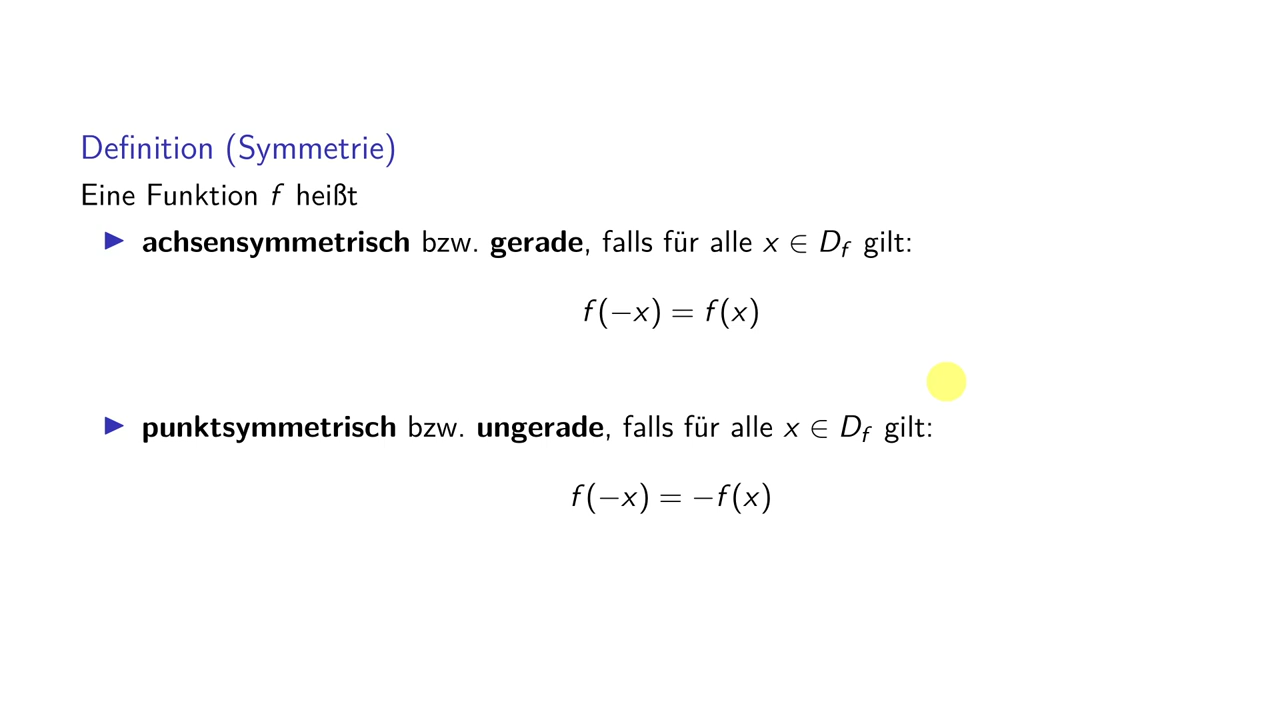 Definition (Symmetrie)
Eine Funktion f heißt
▶ achsensymmetrisch bzw. gerade, falls für alle x ∈ D_f gilt:
f(−x) = f(x)
▶ punktsymmetrisch bzw. ungerade, falls für alle x ∈ D_f gilt:
f(−x) = −f(x)